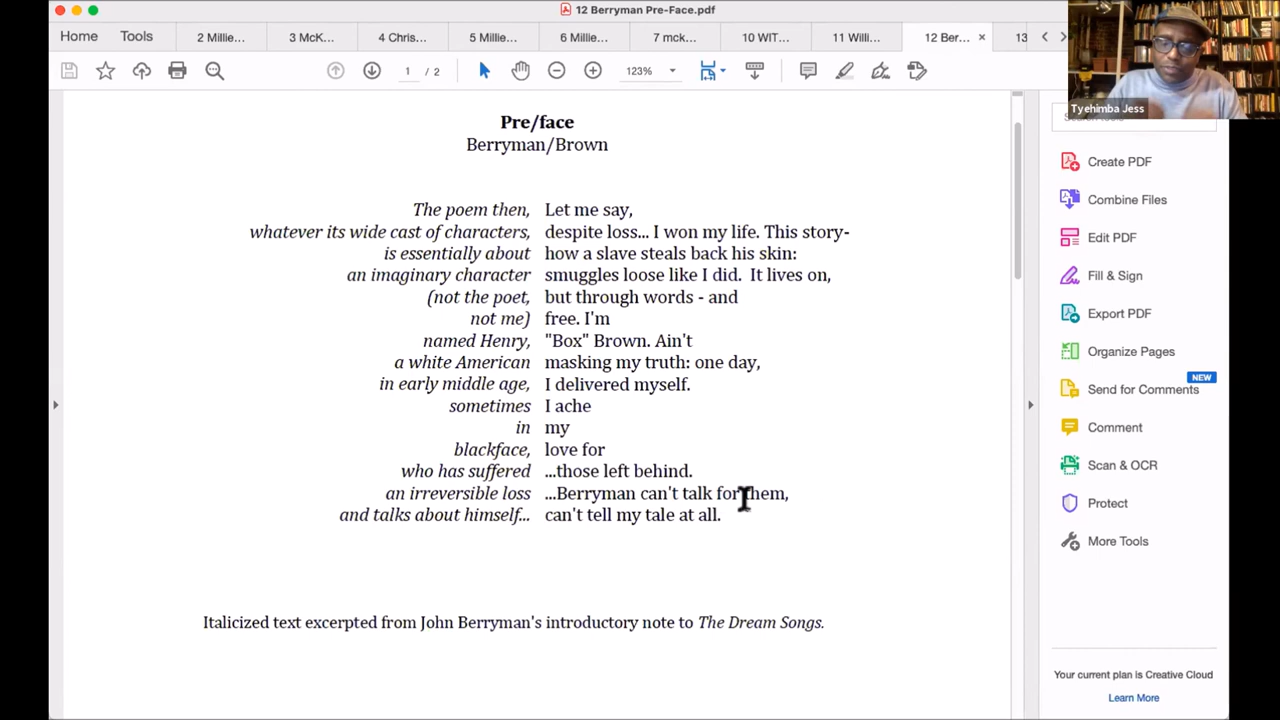 12 Berryman Pre-Face.pdf
Home Tools 2 Millie... 3 McK... 4 Chris... 5 Millie... 6 Millie... 7 mck... 10 WIT... 11 Willi... 12 Ber... × 13
1 / 2 123%
Tyehimba Jess
Pre/face
Berryman/Brown
The poem then, Let me say,
whatever its wide cast of characters, despite loss... I won my life. This story-
is essentially about how a slave steals back his skin:
an imaginary character smuggles loose like I did. It lives on,
(not the poet, but through words - and
not me) free. I'm
named Henry, "Box" Brown. Ain't
a white American masking my truth: one day,
in early middle age, I delivered myself.
sometimes I ache
in my
blackface, love for
who has suffered ...those left behind.
an irreversible loss ...Berryman can't talk for them,
and talks about himself... can't tell my tale at all.
Italicized text excerpted from John Berryman's introductory note to The Dream Songs.
Create PDF
Combine Files
Edit PDF
Fill & Sign
Export PDF
Organize Pages
NEW
Send for Comments
Comment
Scan & OCR
Protect
More Tools
Your current plan is Creative Cloud
Learn More